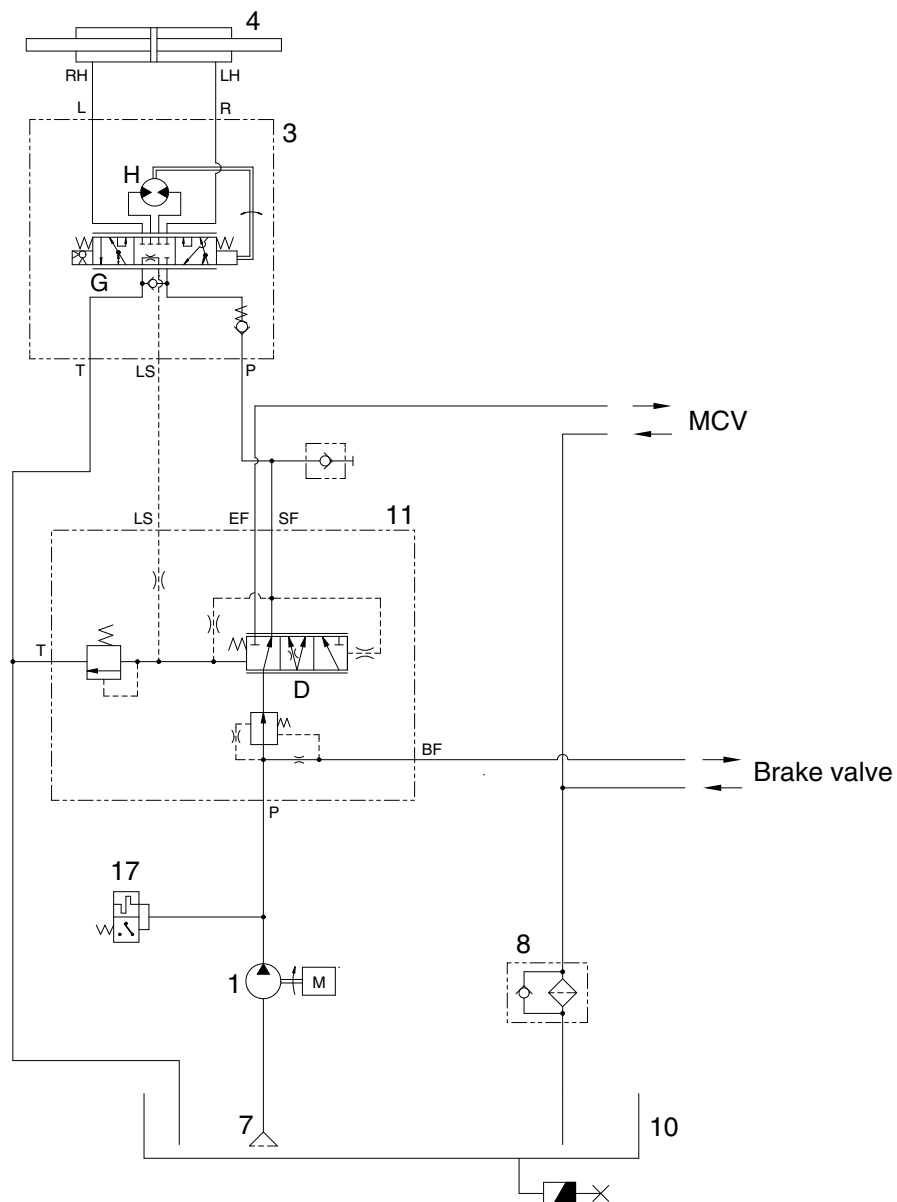 4
RH LH
L R
3
H
G
T LS P
MCV
LS EF SF 11
T
D
BF
Brake valve
P
17
8
1 M
7 10